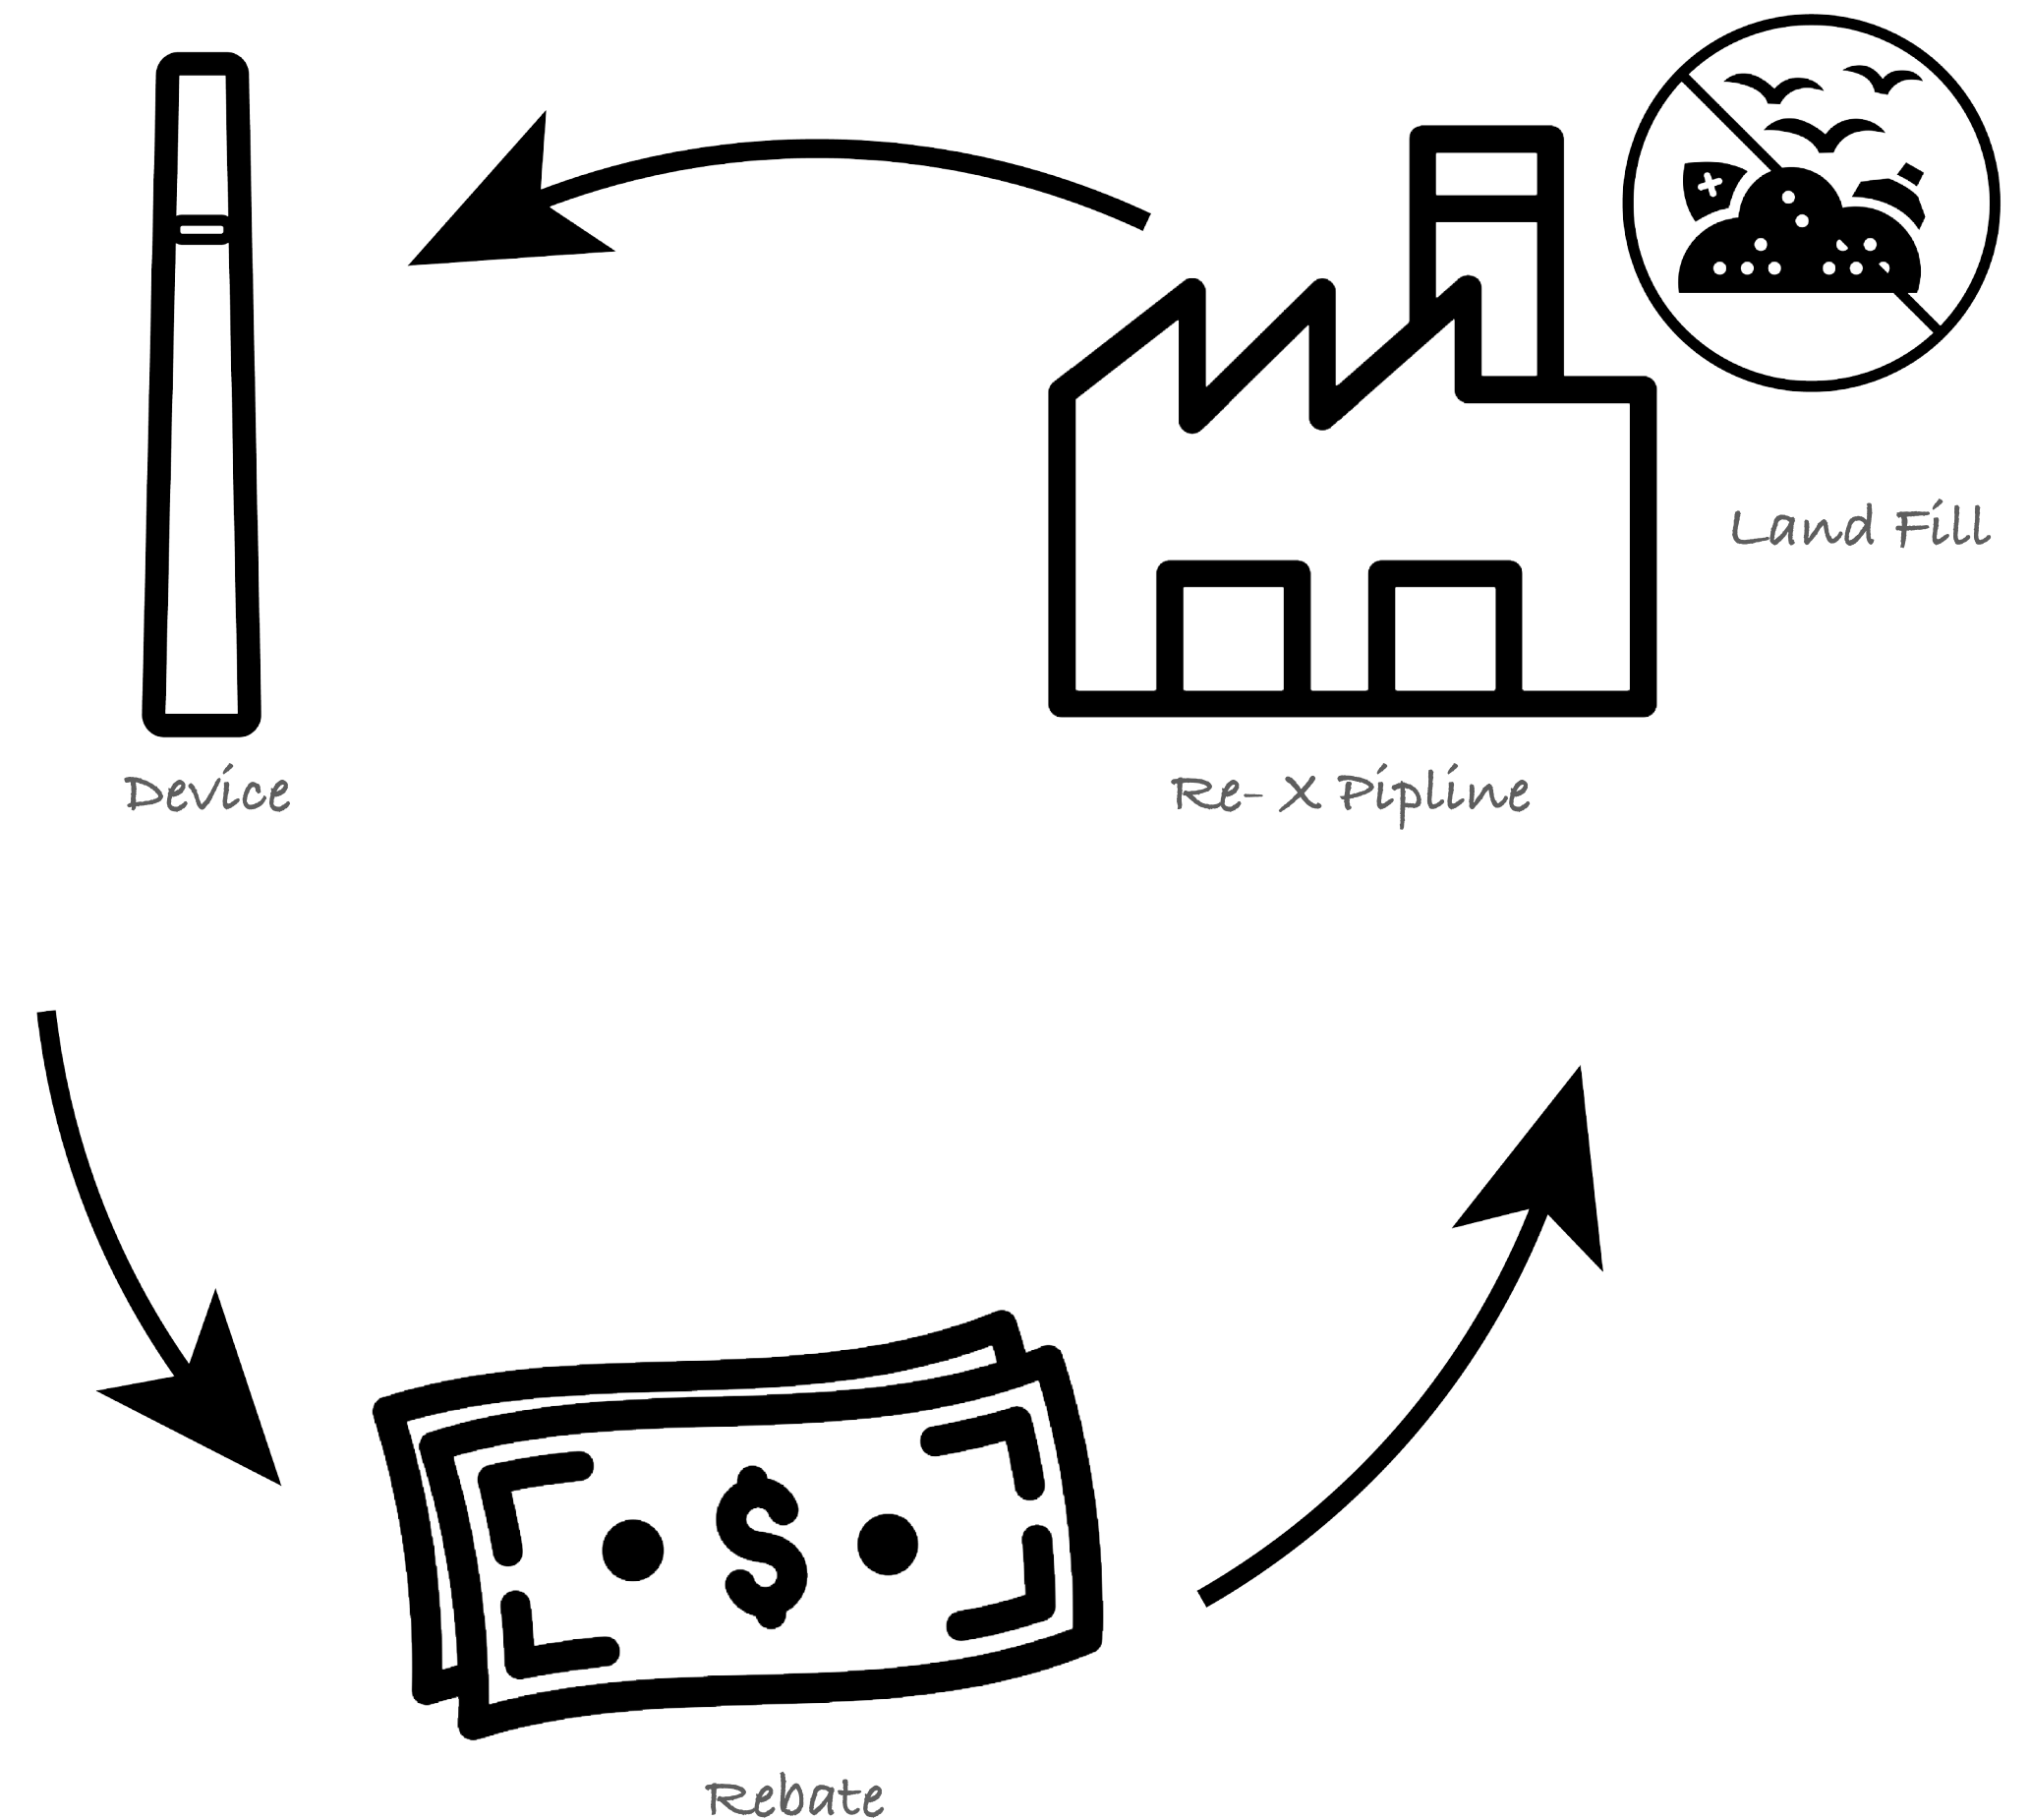 Land Fill
Device
Re- X Pipline
$
Rebate